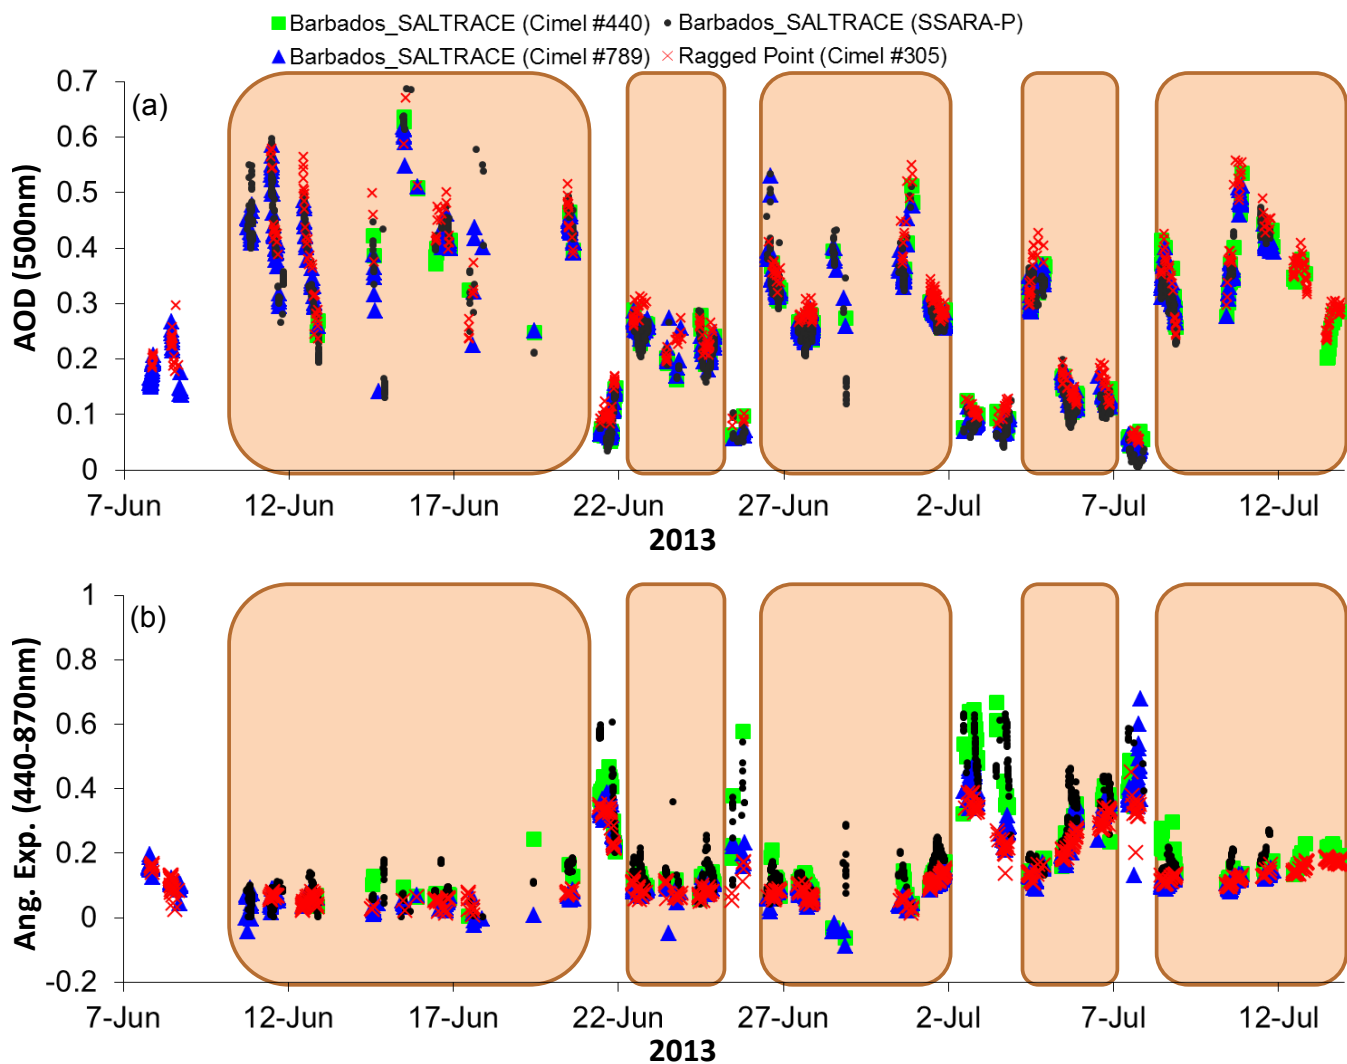 Barbados_SALTRACE (Cimel #440) Barbados_SALTRACE (SSARA-P)
Barbados_SALTRACE (Cimel #789) Ragged Point (Cimel #305)
(a)
AOD (500nm)
0.7
0.6
0.5
0.4
0.3
0.2
0.1
0
7-Jun 12-Jun 17-Jun 22-Jun 27-Jun 2-Jul 7-Jul 12-Jul
2013
(b)
Ang. Exp. (440-870nm)
1
0.8
0.6
0.4
0.2
0
-0.2
7-Jun 12-Jun 17-Jun 22-Jun 27-Jun 2-Jul 7-Jul 12-Jul
2013